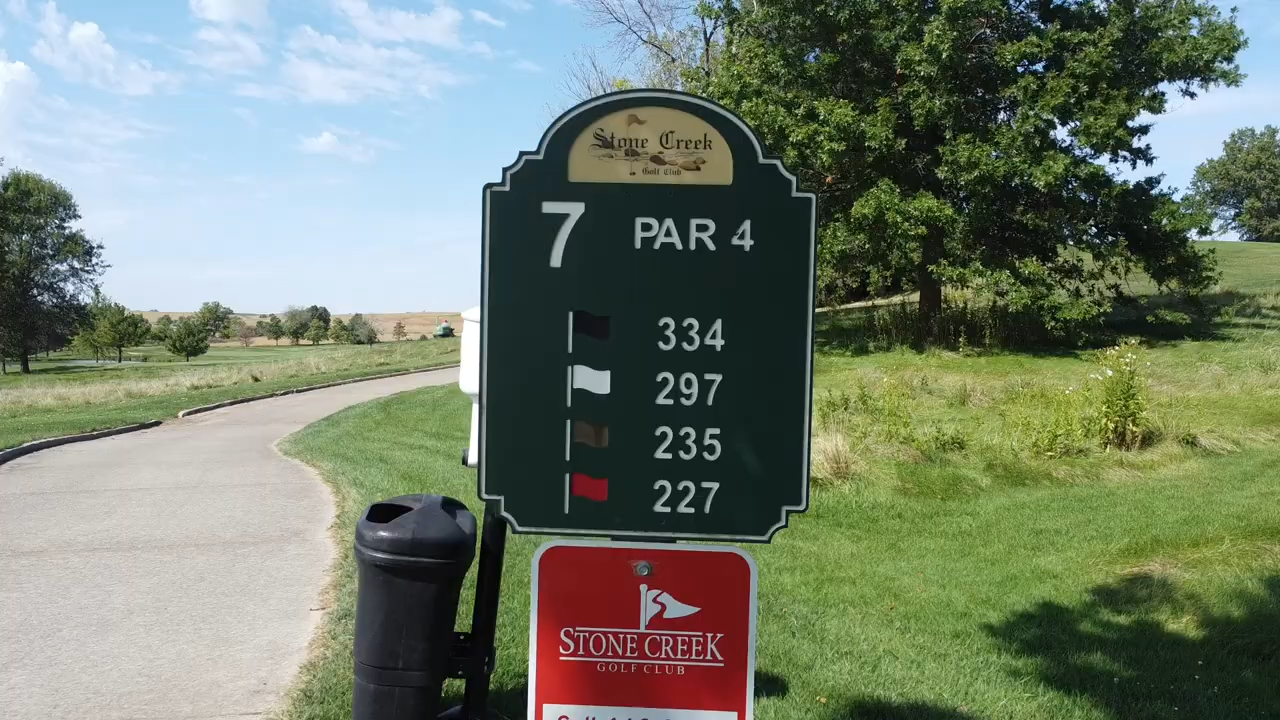 Stone Creek
Golf Club
7 PAR 4
334
297
235
227
STONE CREEK
GOLF CLUB